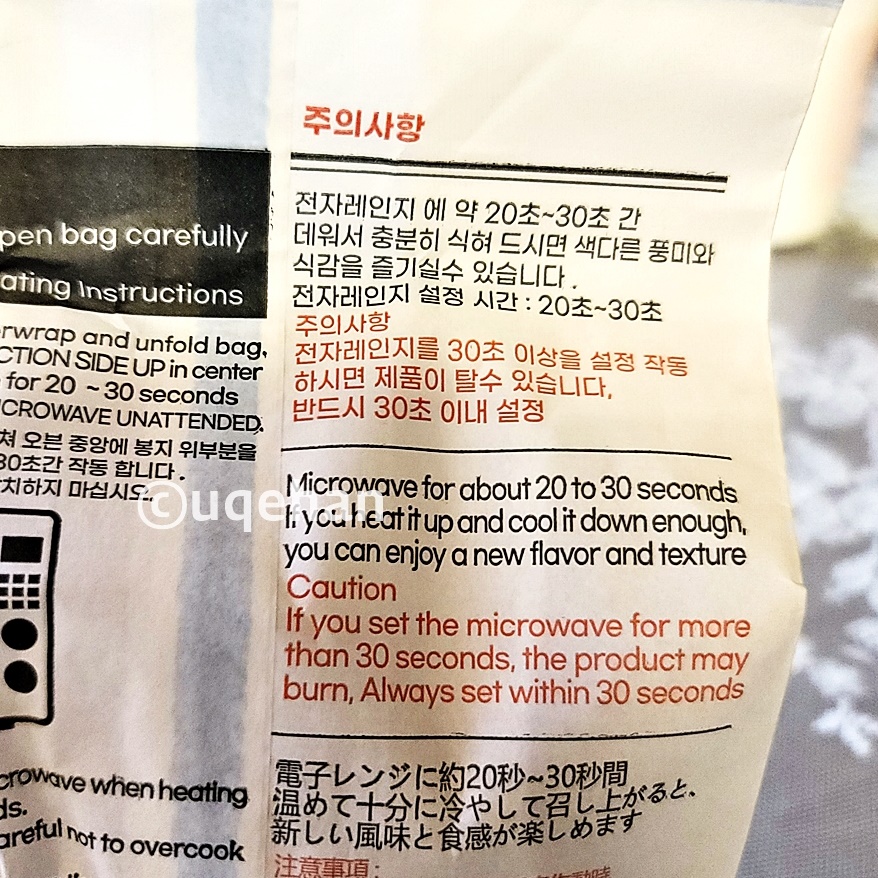 pen bag carefully
ating Instructions
rwrap and unfold bag.
CTION SIDE UP in center
for 20 ~30 seconds
ICROWAVE UNATTENDED.
쳐 오븐 중앙에 봉지 위부분을
30초간 작동 합니다.
치하지 마십시오.
crowave when heating
ds.
areful not to overcook
주의사항
전자레인지 에 약 20초~30초 간
데워서 충분히 식혀 드시면 색다른 풍미와
식감을 즐기실수 있습니다.
전자레인지 설정 시간 : 20초~30초
주의사항
전자레인지를 30초 이상을 설정 작동
하시면 제품이 탈수 있습니다,
반드시 30초 이내 설정
Microwave for about 20 to 30 seconds
If you heat it up and cool it down enough,
you can enjoy a new flavor and texture
Caution
If you set the microwave for more
than 30 seconds, the product may
burn, Always set within 30 seconds
電子レンジに約20秒~30秒間
温めて十分に冷やして召し上がると、
新しい風味と食感が楽しめます
注意事項: